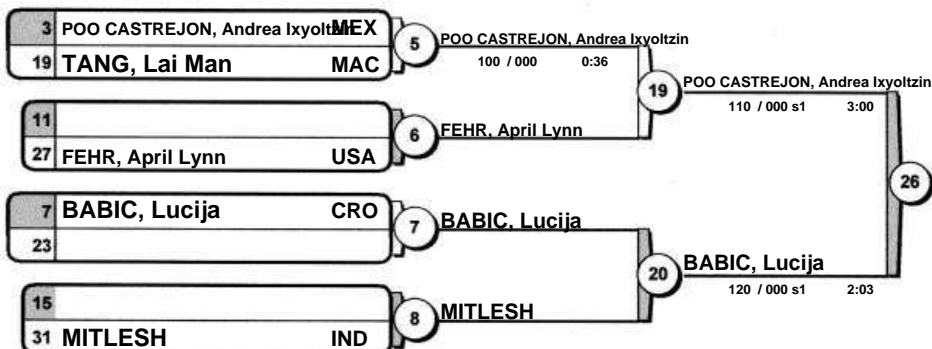 3 POO CASTREJON, Andrea Ixyoltzin MEX
19 TANG, Lai Man MAC
5
POO CASTREJON, Andrea Ixyoltzin
100 / 000 0:36
11
27 FEHR, April Lynn USA
6
FEHR, April Lynn
19
POO CASTREJON, Andrea Ixyoltzin
110 / 000 s1 3:00
7 BABIC, Lucija CRO
23
7
BABIC, Lucija
15
31 MITLESH IND
8
MITLESH
20
BABIC, Lucija
120 / 000 s1 2:03
26